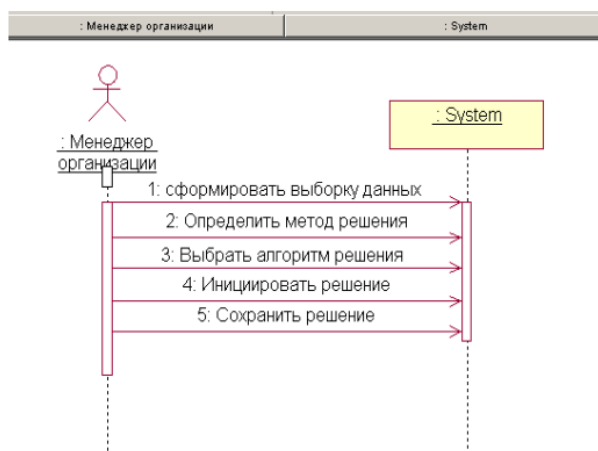 : Менеджер организации
: System
: System
: Менеджер
организации
1: сформировать выборку данных
2: Определить метод решения
3: Выбрать алгоритм решения
4: Инициировать решение
5: Сохранить решение